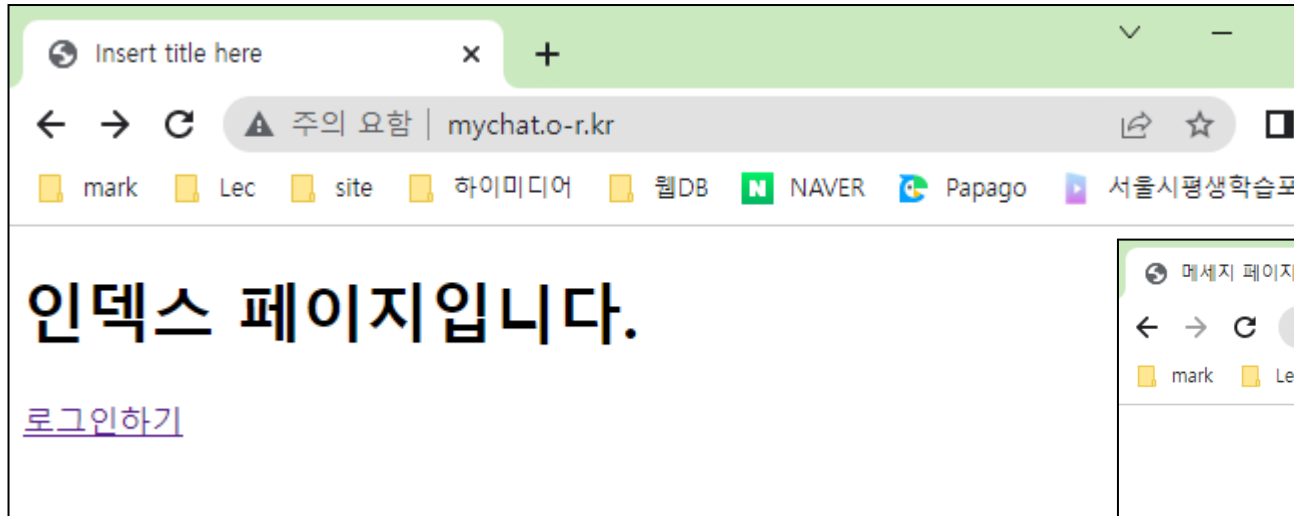 Insert title here
주의 요함 | mychat.o-r.kr
mark Lec site 하이미디어 웹DB N NAVER Papago 서울시평생학습포
인덱스 페이지입니다.
로그인하기
메세지 페이지
mark Le